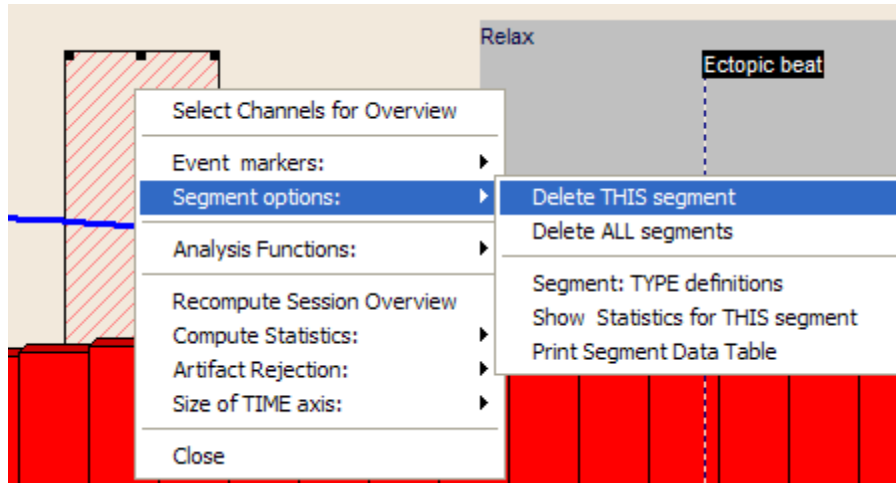 Relax
Ectopic beat
Select Channels for Overview
Event markers:
Segment options:
Analysis Functions:
Recompute Session Overview
Compute Statistics:
Artifact Rejection:
Size of TIME axis:
Close
Delete THIS segment
Delete ALL segments
Segment: TYPE definitions
Show Statistics for THIS segment
Print Segment Data Table